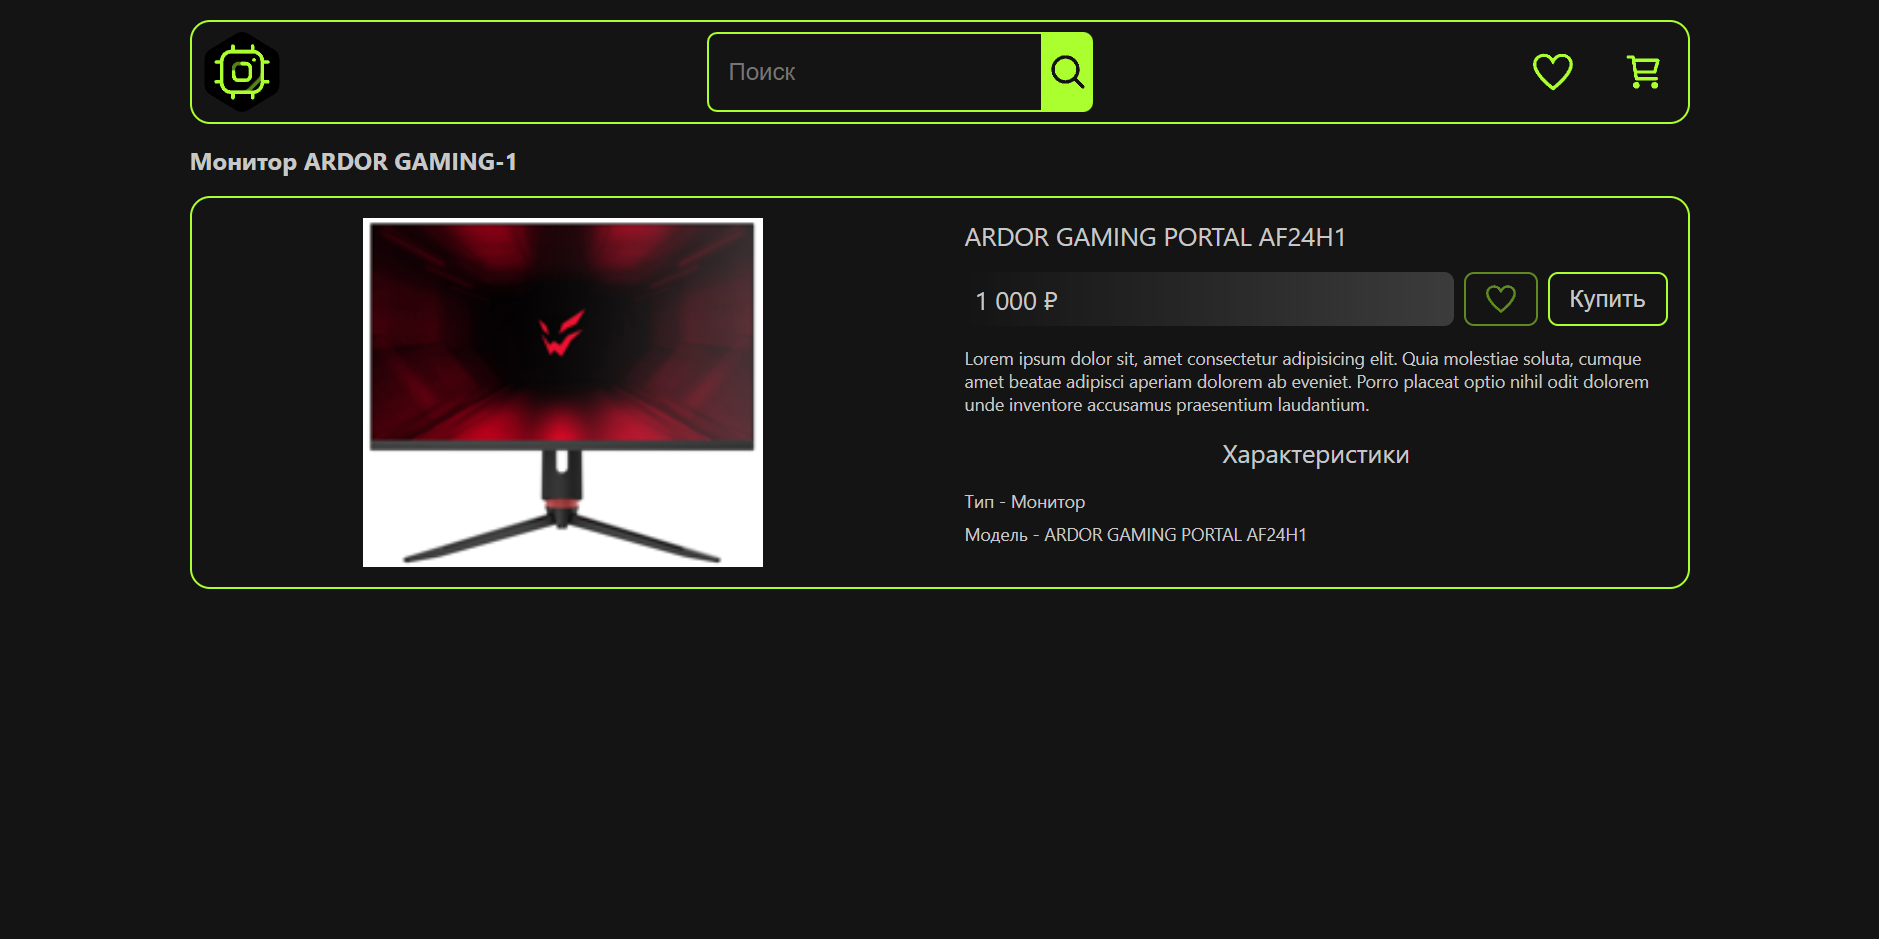 Поиск
Монитор ARDOR GAMING-1
ARDOR GAMING PORTAL AF24H1
1 000 ₽
Купить
Lorem ipsum dolor sit, amet consectetur adipisicing elit. Quia molestiae soluta, cumque
amet beatae adipisci aperiam dolorem ab eveniet. Porro placeat optio nihil odit dolorem
unde inventore accusamus praesentium laudantium.
Характеристики
Тип - Монитор
Модель - ARDOR GAMING PORTAL AF24H1